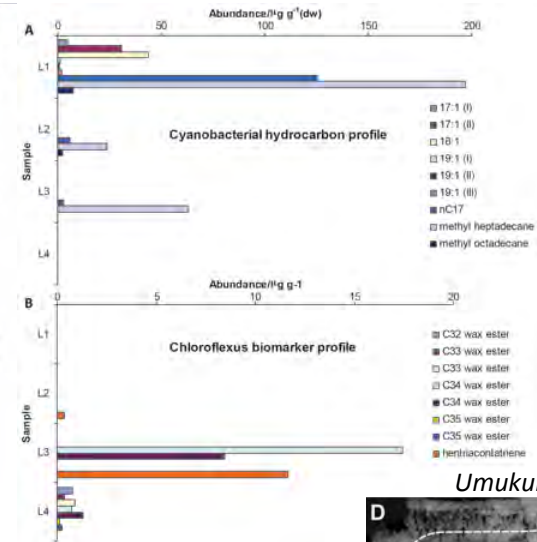 Abundance/µg g-1(dw)
A
0 50 100 150 200
L1
L2
L3
L4
Sample
Cyanobacterial hydrocarbon profile
17:1 (I)
17:1 (II)
18:1
19:1 (I)
19:1 (II)
19:1 (III)
nC17
methyl heptadecane
methyl octadecane
Abundance/µg g-1
B
0 5 10 15 20
L1
L2
L3
L4
Sample
Chloroflexus biomarker profile
C32 wax ester
C33 wax ester
C33 wax ester
C34 wax ester
C34 wax ester
C35 wax ester
C35 wax ester
hentriacontatriene
Umuku
D